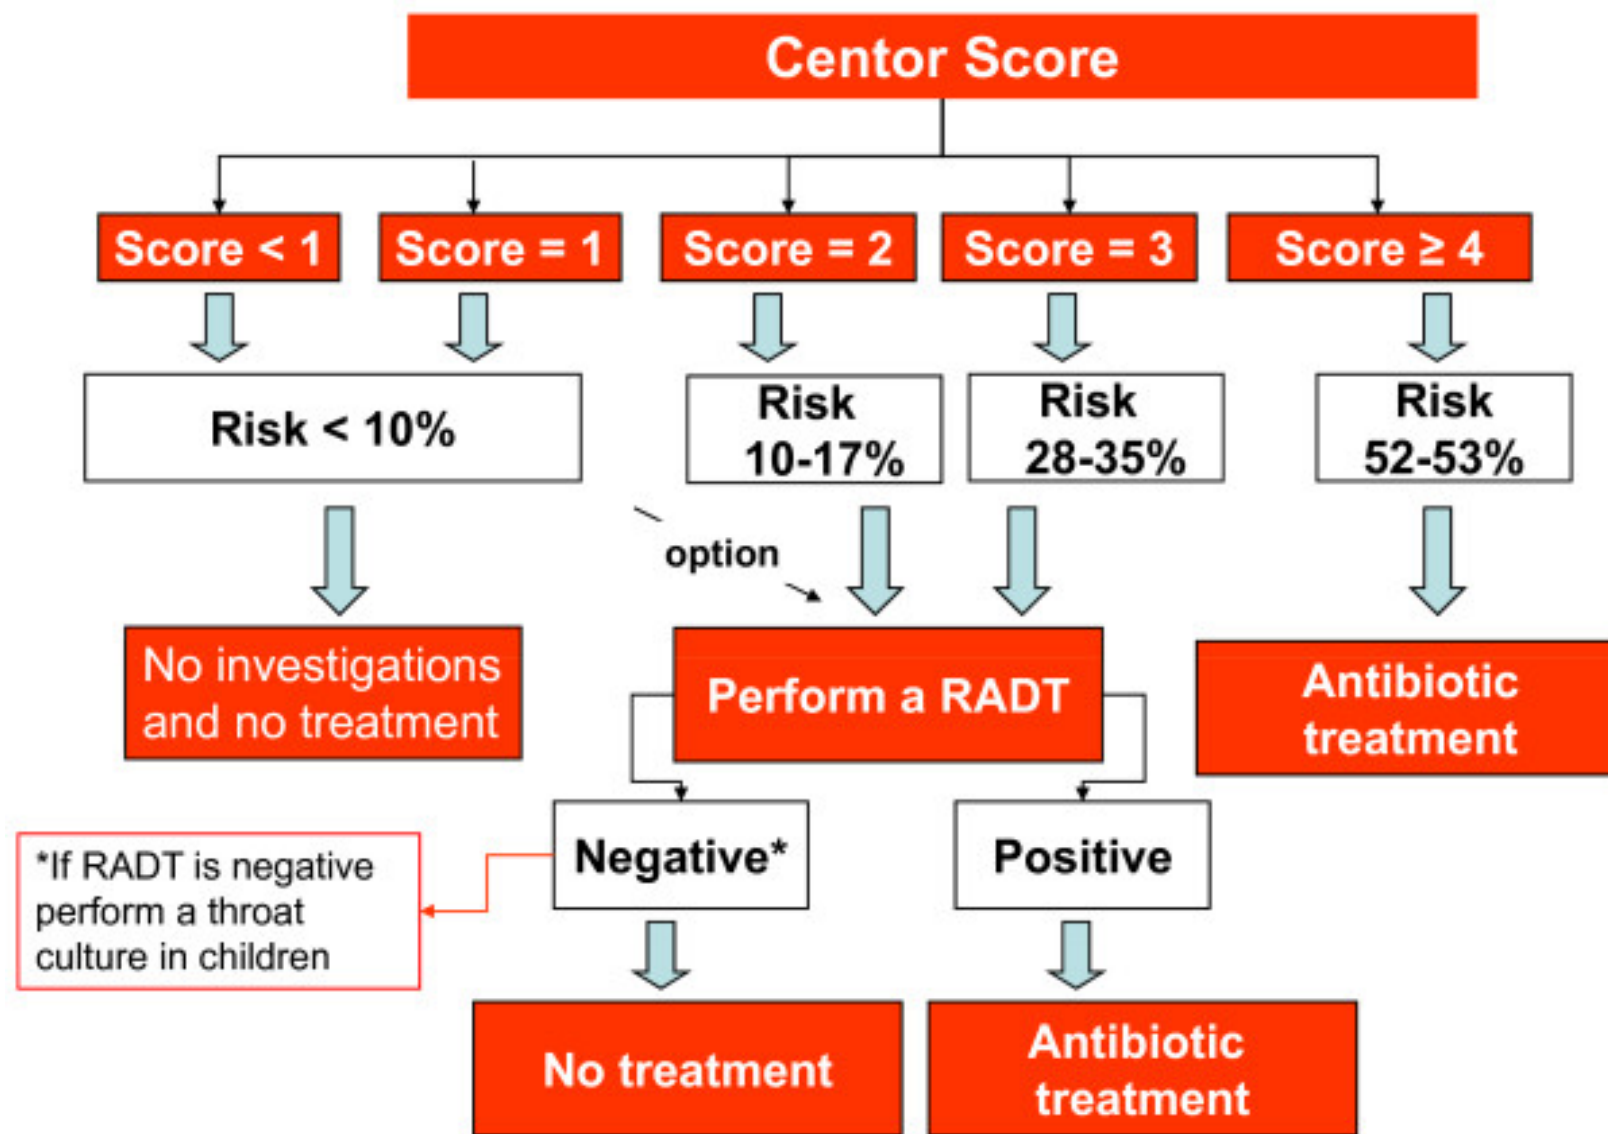 Centor Score
Score < 1
Score = 1
Score = 2
Score = 3
Score ≥ 4
Risk < 10%
Risk
10-17%
Risk
28-35%
Risk
52-53%
option
No investigations
and no treatment
Perform a RADT
Antibiotic
treatment
Negative*
Positive
*If RADT is negative
perform a throat
culture in children
No treatment
Antibiotic
treatment